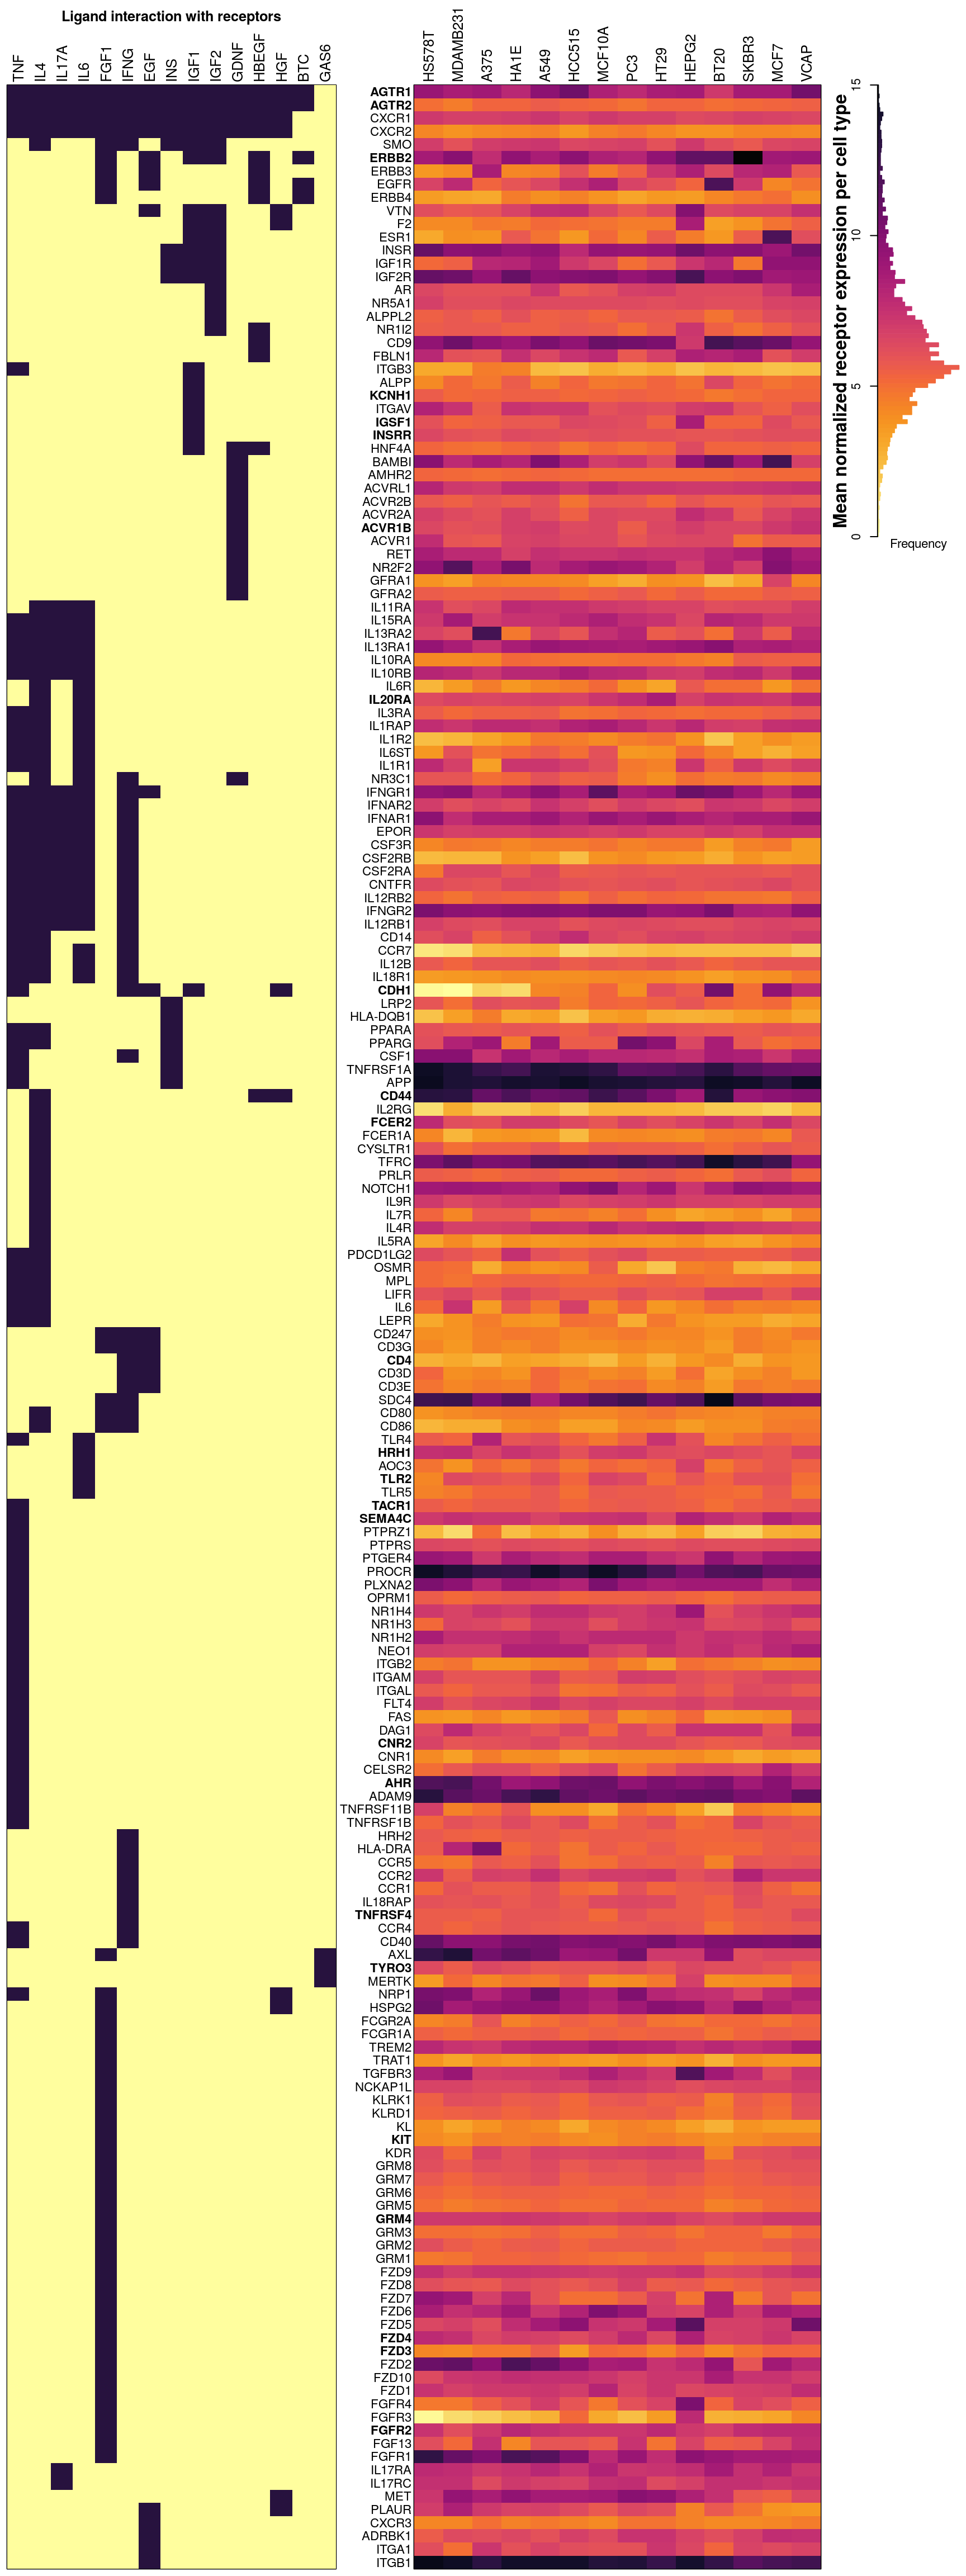 Ligand interaction with receptors
TNF IL4 IL17A IL6 FGF1 IFNG EGF INS IGF1 IGF2 GDNF HBEGF HGF BTC GAS6
HS578T MDAMB231 A375 HA1E A549 HCC515 MCF10A PC3 HT29 HEPG2 BT20 SKBR3 MCF7 VCAP
AGTR1
AGTR2
CXCR1
CXCR2
SMO
ERBB2
ERBB3
EGFR
ERBB4
VTN
F2
ESR1
INSR
IGF1R
IGF2R
AR
NR5A1
ALPPL2
NR1I2
CD9
FBLN1
ITGB3
ALPP
KCNH1
ITGAV
IGSF1
INSRR
HNF4A
BAMBI
AMHR2
ACVRL1
ACVR2B
ACVR2A
ACVR1B
ACVR1
RET
NR2F2
GFRA1
GFRA2
IL11RA
IL15RA
IL13RA2
IL13RA1
IL10RA
IL10RB
IL6R
IL20RA
IL3RA
IL1RAP
IL1R2
IL6ST
IL1R1
NR3C1
IFNGR1
IFNAR2
IFNAR1
EPOR
CSF3R
CSF2RB
CSF2RA
CNTFR
IL12RB2
IFNGR2
IL12RB1
CD14
CCR7
IL12B
IL18R1
CDH1
LRP2
HLA-DQB1
PPARA
PPARG
CSF1
TNFRSF1A
APP
CD44
IL2RG
FCER2
FCER1A
CYSLTR1
TFRC
PRLR
NOTCH1
IL9R
IL7R
IL4R
IL5RA
PDCD1LG2
OSMR
MPL
LIFR
IL6
LEPR
CD247
CD3G
CD4
CD3D
CD3E
SDC4
CD80
CD86
TLR4
HRH1
AOC3
TLR2
TLR5
TACR1
SEMA4C
PTPRZ1
PTPRS
PTGER4
PROCR
PLXNA2
OPRM1
NR1H4
NR1H3
NR1H2
NEO1
ITGB2
ITGAM
ITGAL
FLT4
FAS
DAG1
CNR2
CNR1
CELSR2
AHR
ADAM9
TNFRSF11B
TNFRSF1B
HRH2
HLA-DRA
CCR5
CCR2
CCR1
IL18RAP
TNFRSF4
CCR4
CD40
AXL
TYRO3
MERTK
NRP1
HSPG2
FCGR2A
FCGR1A
TREM2
TRAT1
TGFBR3
NCKAP1L
KLRK1
KLRD1
KL
KIT
KDR
GRM8
GRM7
GRM6
GRM5
GRM4
GRM3
GRM2
GRM1
FZD9
FZD8
FZD7
FZD6
FZD5
FZD4
FZD3
FZD2
FZD10
FZD1
FGFR4
FGFR3
FGFR2
FGF13
FGFR1
IL17RA
IL17RC
MET
PLAUR
CXCR3
ADRBK1
ITGA1
ITGB1
Mean normalized receptor expression per cell type
15
10
5
0
Frequency